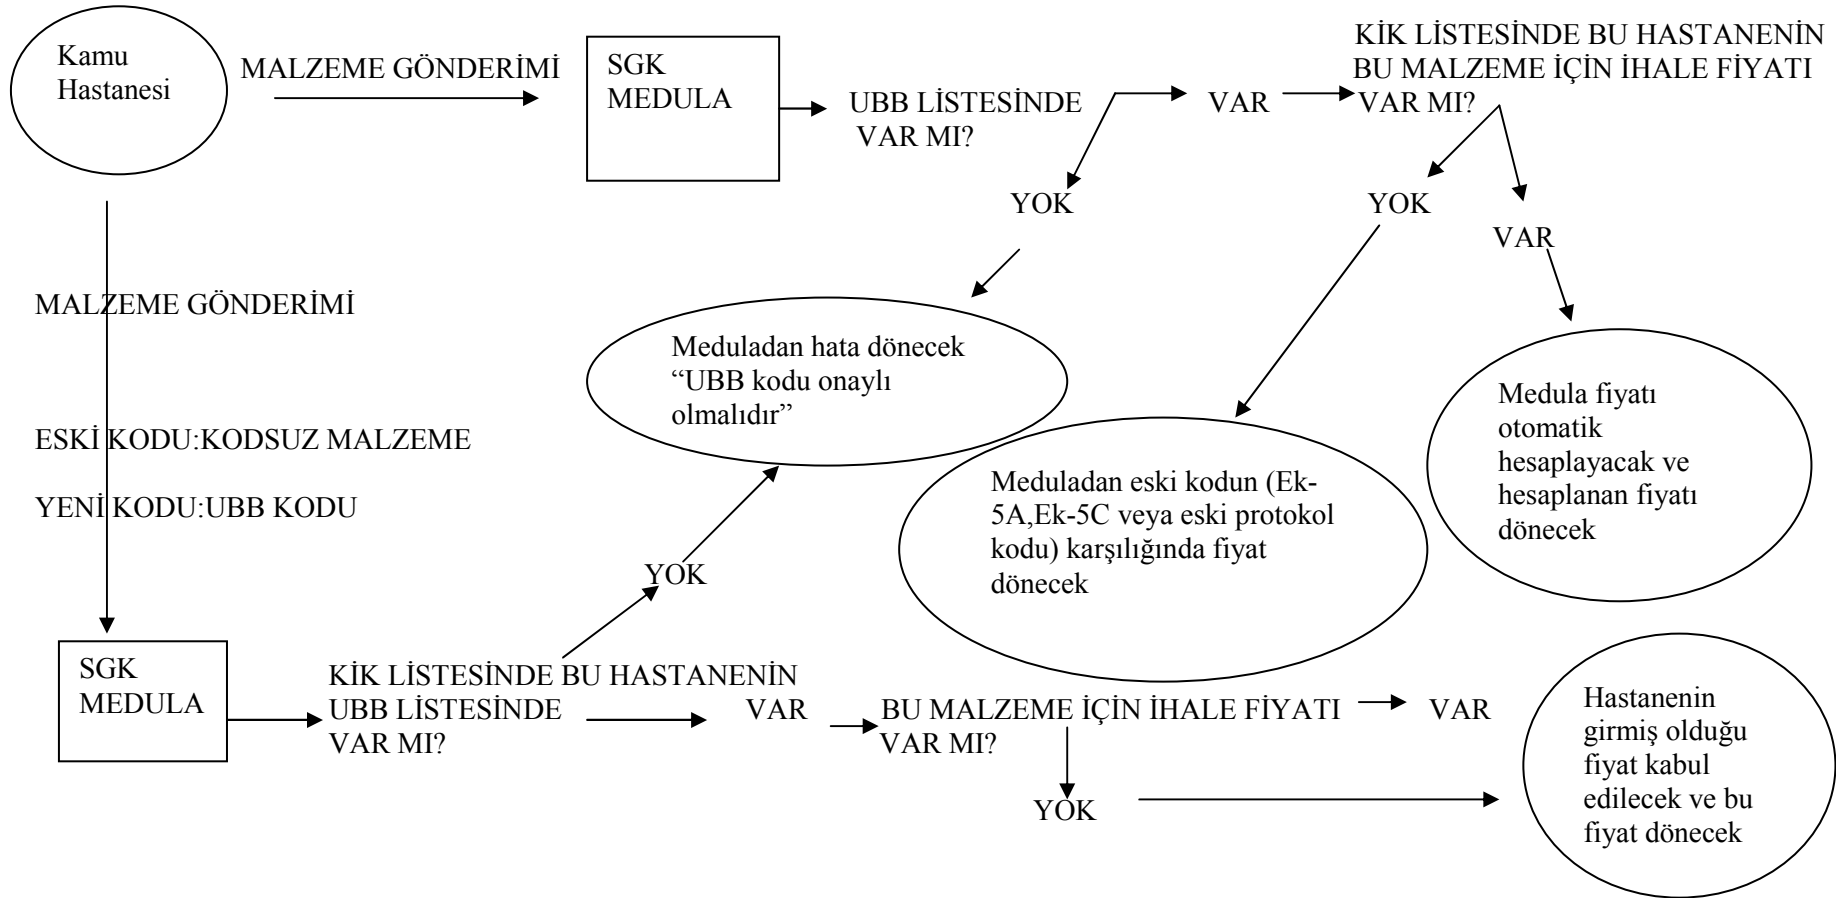 Kamu
Hastanesi
MALZEME GÖNDERİMİ
SGK
MEDULA
UBB LİSTESİNDE
VAR MI?
VAR
KİK LİSTESİNDE BU HASTANENİN
BU MALZEME İÇİN İHALE FİYATI
VAR MI?
YOK
YOK
VAR
MALZEME GÖNDERİMİ
ESKİ KODU:KODSUZ MALZEME
YENİ KODU:UBB KODU
Meduladan hata dönecek
“UBB kodu onaylı
olmalıdır”
Meduladan eski kodun (Ek-
5A,Ek-5C veya eski protokol
kodu) karşılığında fiyat
dönecek
Medula fiyatı
otomatik
hesaplayacak ve
hesaplanan fiyatı
dönecek
YOK
SGK
MEDULA
KİK LİSTESİNDE BU HASTANENİN
UBB LİSTESİNDE
VAR MI?
VAR
BU MALZEME İÇİN İHALE FİYATI
VAR MI?
VAR
YOK
Hastanenin
girmiş olduğu
fiyat kabul
edilecek ve bu
fiyat dönecek